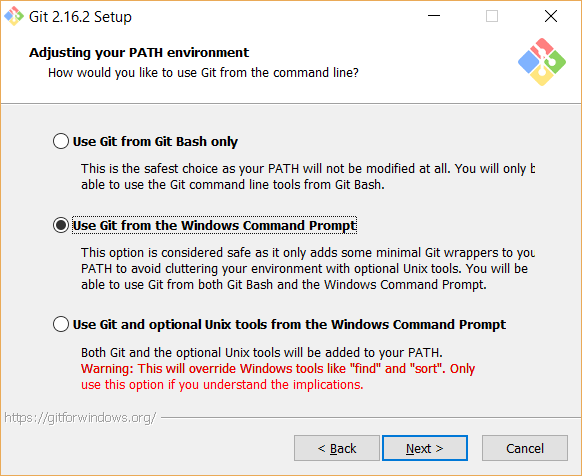 Git 2.16.2 Setup
Adjusting your PATH environment
How would you like to use Git from the command line?
Use Git from Git Bash only
This is the safest choice as your PATH will not be modified at all. You will only
able to use the Git command line tools from Git Bash.
Use Git from the Windows Command Prompt
This option is considered safe as it only adds some minimal Git wrappers to you
PATH to avoid cluttering your environment with optional Unix tools. You will be
able to use Git from both Git Bash and the Windows Command Prompt.
Use Git and optional Unix tools from the Windows Command Prompt
Both Git and the optional Unix tools will be added to your PATH.
Warning: This will override Windows tools like "find" and "sort". Only
use this option if you understand the implications.
https://gitforwindows.org/
< Back
Next >
Cancel